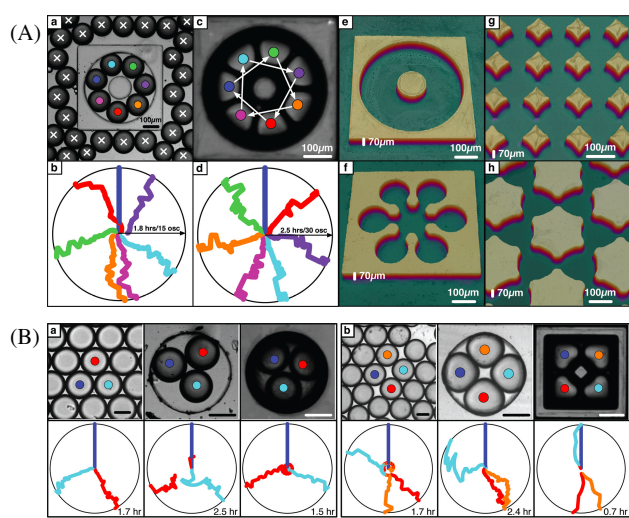 (A)
a
100µm
c
100µm
e
70µm
100µm
g
70µm
100µm
b
1.8 hrs/15 osc
d
2.5 hrs/30 osc
f
70µm
100µm
h
70µm
100µm
(B)
a
b
1.7 hr
2.5 hr
1.5 hr
1.7 hr
2.4 hr
0.7 hr